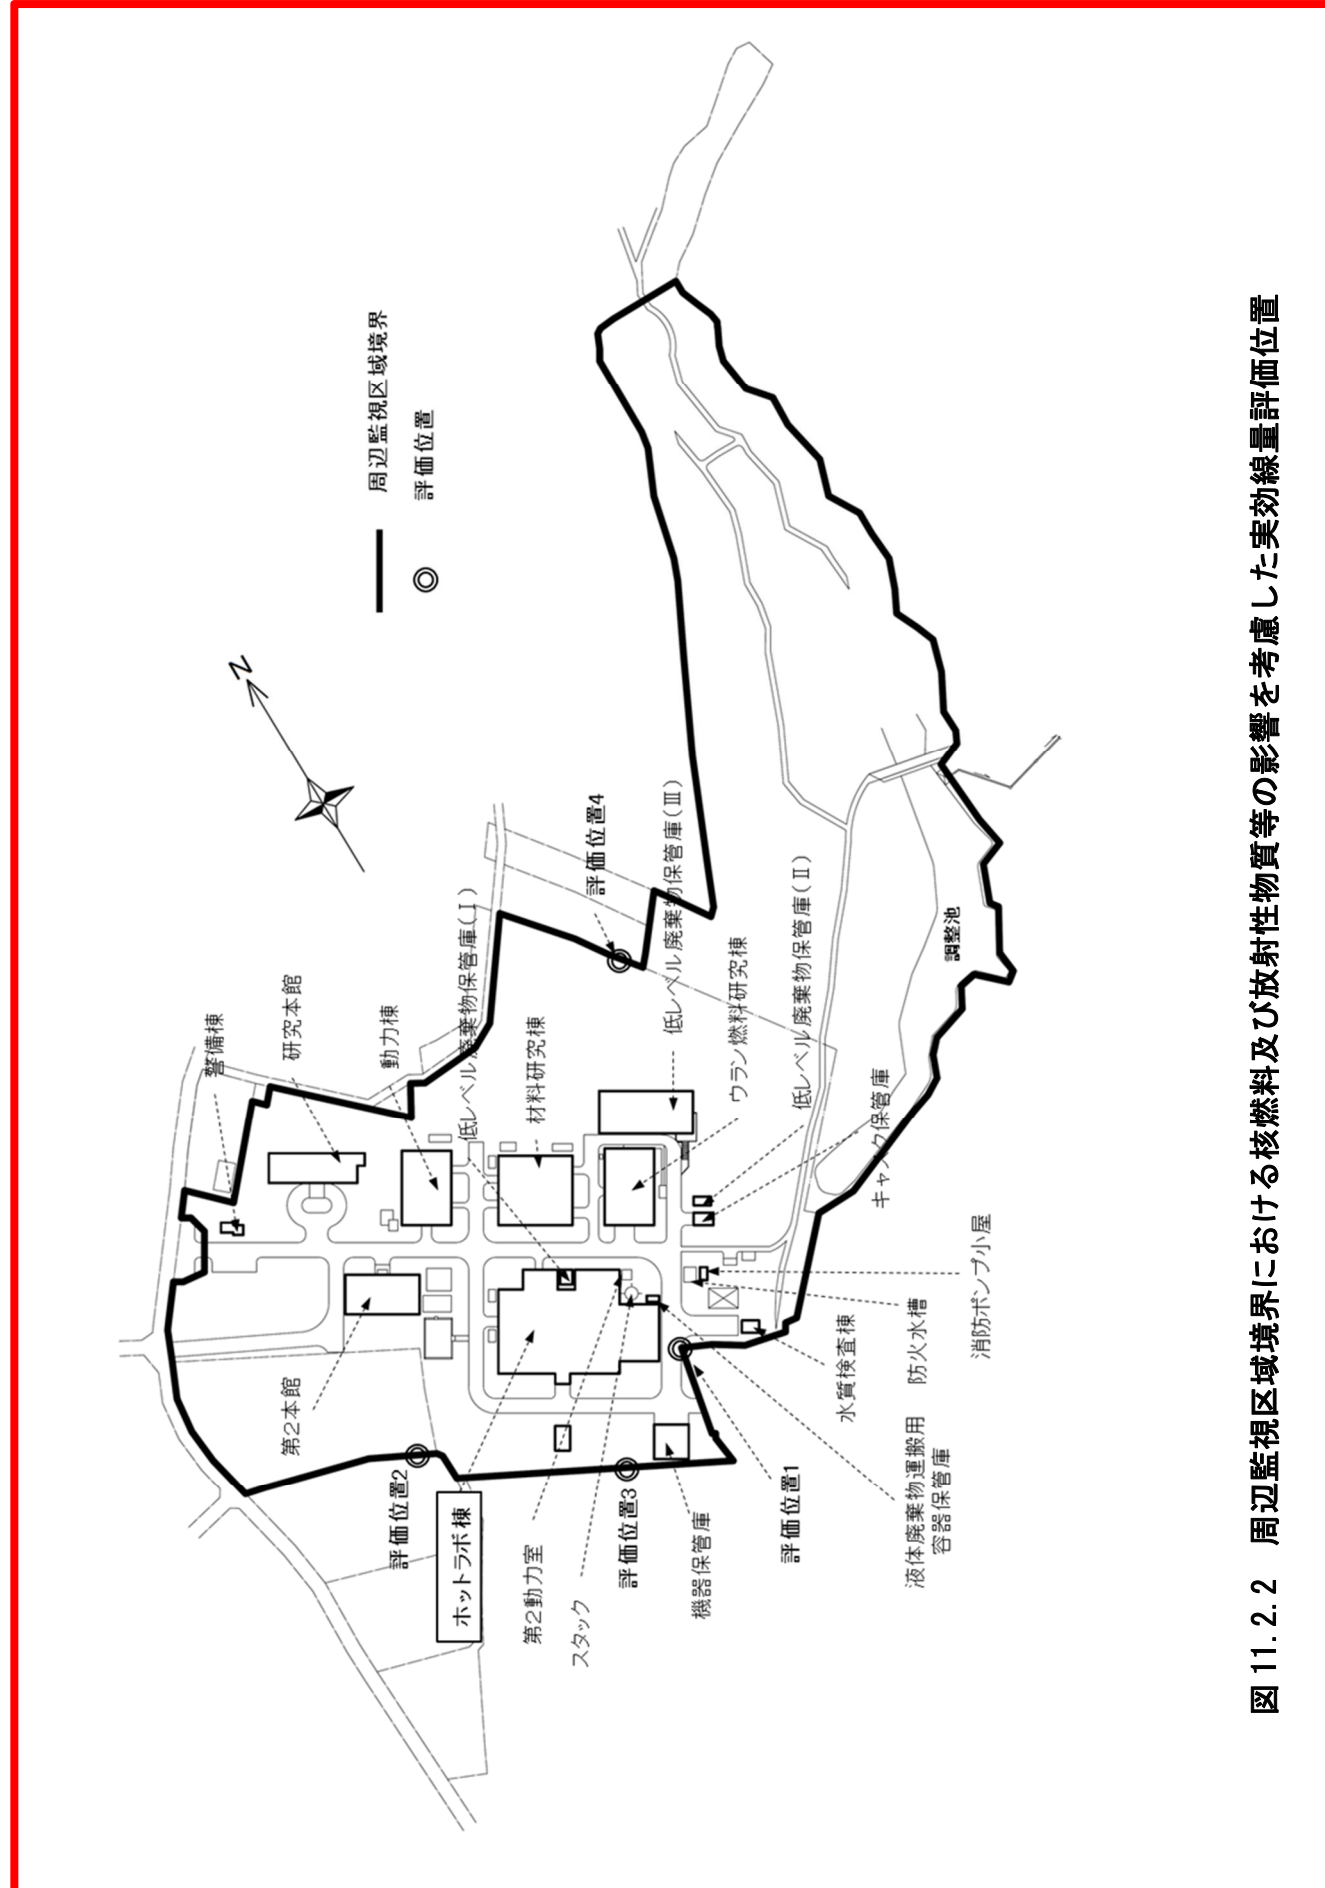 周辺監視区域境界
評価位置
N
警備棟
研究本館
動力棟
低レベル廃棄物保管庫(Ⅰ)
材料研究棟
評価位置4
低レベル廃棄物保管庫(Ⅲ)
ウラン燃料研究棟
低レベル廃棄物保管庫(Ⅱ)
キャスク保管庫
調整池
消防ポンプ小屋
防火水槽
水質検査棟
液体廃棄物運搬用
容器保管庫
評価位置1
機器保管庫
評価位置3
スタック
第2動力室
ホットラボ棟
評価位置2
第2本館
図 11.2.2 周辺監視区域境界における核燃料及び放射性物質等の影響を考慮した実効線量評価位置